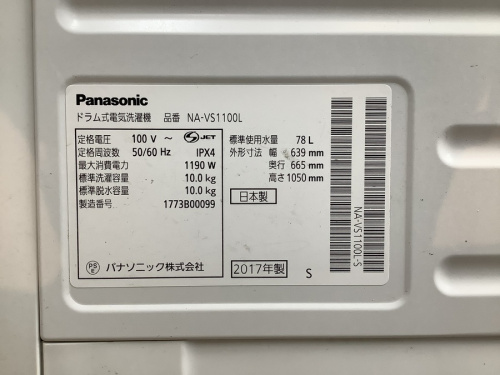 Panasonic
ドラム式電気洗濯機 品番 NA-VS1100L
定格電圧 100 V ～ S JET
定格周波数 50/60 Hz IPX4
最大消費電力 1190 W
標準洗濯容量 10.0 kg
標準脱水容量 10.0 kg
製造番号 1773B00099
標準使用水量 78 L
外形寸法 幅 639 mm
奥行 665 mm
高さ 1050 mm
日本製
PS E パナソニック株式会社
2017年製 S
NA-VS1100L-S